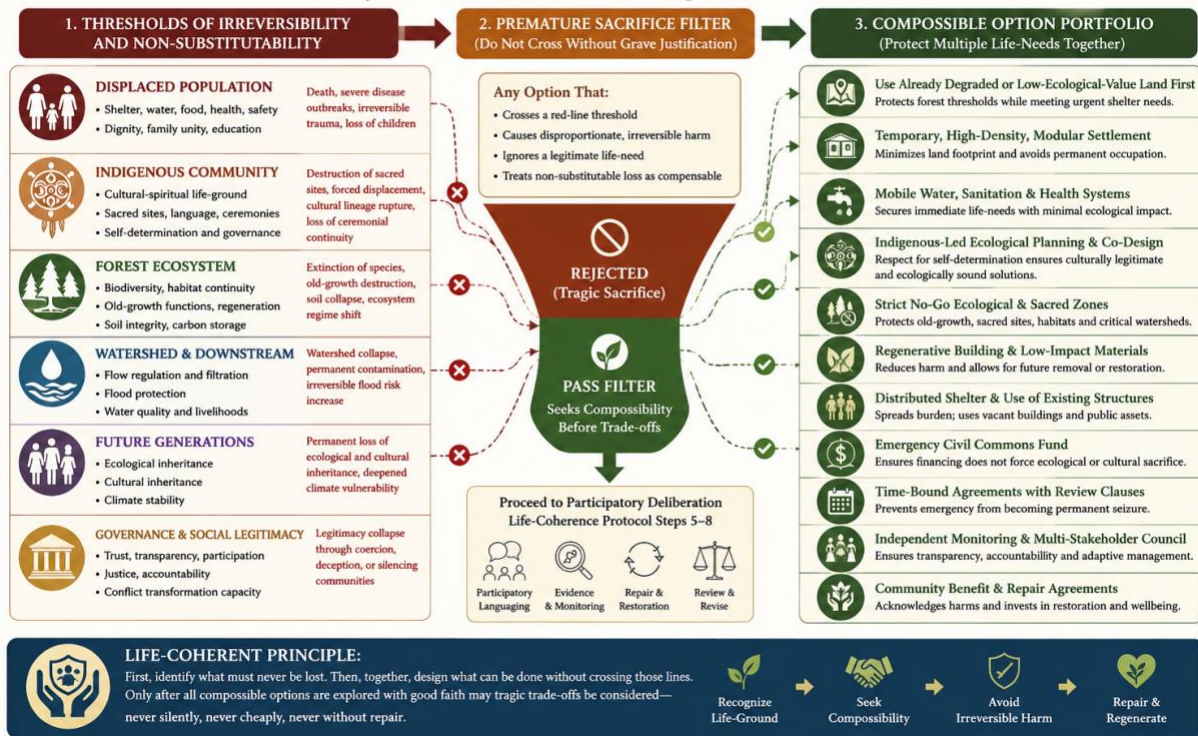 1. THRESHOLDS OF IRREVERSIBILITY
AND NON-SUBSTITUTABILITY
2. PREMATURE SACRIFICE FILTER
(Do Not Cross Without Grave Justification)
3. COMPOSSIBLE OPTION PORTFOLIO
(Protect Multiple Life-Needs Together)
DISPLACED POPULATION
• Shelter, water, food, health, safety
• Dignity, family unity, education
Death, severe disease
outbreaks, irreversible
trauma, loss of children
INDIGENOUS COMMUNITY
• Cultural-spiritual life-ground
• Sacred sites, language, ceremonies
• Self-determination and governance
Destruction of sacred
sites, forced displacement,
cultural lineage rupture,
loss of ceremonial
continuity
FOREST ECOSYSTEM
• Biodiversity, habitat continuity
• Old-growth functions, regeneration
• Soil integrity, carbon storage
Extinction of species,
old-growth destruction,
soil collapse, ecosystem
regime shift
WATERSHED & DOWNSTREAM
• Flow regulation and filtration
• Flood protection
• Water quality and livelihoods
Watershed collapse,
permanent contamination,
irreversible flood risk
increase
FUTURE GENERATIONS
• Ecological inheritance
• Cultural inheritance
• Climate stability
Permanent loss of
ecological and cultural
inheritance, deepened
climate vulnerability
GOVERNANCE & SOCIAL LEGITIMACY
• Trust, transparency, participation
• Justice, accountability
• Conflict transformation capacity
Legitimacy collapse
through coercion,
deception, or silencing
communities
Any Option That:
• Crosses a red-line threshold
• Causes disproportionate, irreversible harm
• Ignores a legitimate life-need
• Treats non-substitutable loss as compensable
REJECTED
(Tragic Sacrifice)
PASS FILTER
Seeks Compossibility
Before Trade-offs
Proceed to Participatory Deliberation
Life-Coherence Protocol Steps 5–8
Participatory
Languaging
Evidence
& Monitoring
Repair &
Restoration
Review &
Revise
Use Already Degraded or Low-Ecological-Value Land First
Protects forest thresholds while meeting urgent shelter needs.
Temporary, High-Density, Modular Settlement
Minimizes land footprint and avoids permanent occupation.
Mobile Water, Sanitation & Health Systems
Secures immediate life-needs with minimal ecological impact.
Indigenous-Led Ecological Planning & Co-Design
Respect for self-determination ensures culturally legitimate
and ecologically sound solutions.
Strict No-Go Ecological & Sacred Zones
Protects old-growth, sacred sites, habitats and critical watersheds.
Regenerative Building & Low-Impact Materials
Reduces harm and allows for future removal or restoration.
Distributed Shelter & Use of Existing Structures
Spreads burden; uses vacant buildings and public assets.
Emergency Civil Commons Fund
Ensures financing does not force ecological or cultural sacrifice.
Time-Bound Agreements with Review Clauses
Prevents emergency from becoming permanent seizure.
Independent Monitoring & Multi-Stakeholder Council
Ensures transparency, accountability and adaptive management.
Community Benefit & Repair Agreements
Acknowledges harms and invests in restoration and wellbeing.
LIFE-COHERENT PRINCIPLE:
First, identify what must never be lost. Then, together, design what can be done without crossing those lines.
Only after all compossible options are explored with good faith may tragic trade-offs be considered—
never silently, never cheaply, never without repair.
Recognize
Life-Ground
Seek
Compossibility
Avoid
Irreversible Harm
Repair &
Regenerate